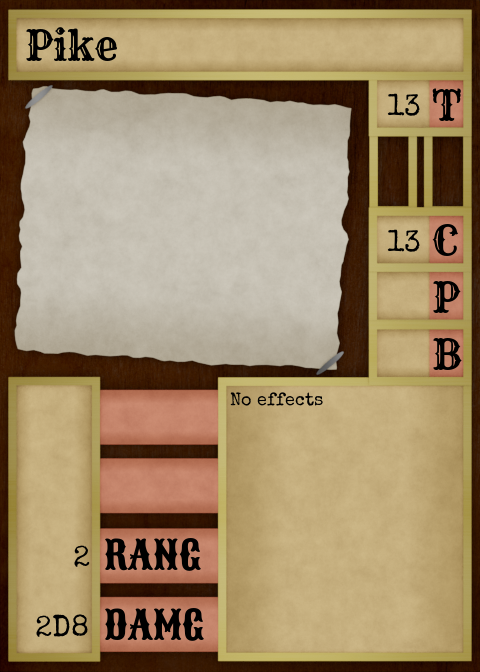 Pike
13 T
13 C
P
B
No effects
2 RANG
2D8 DAMG